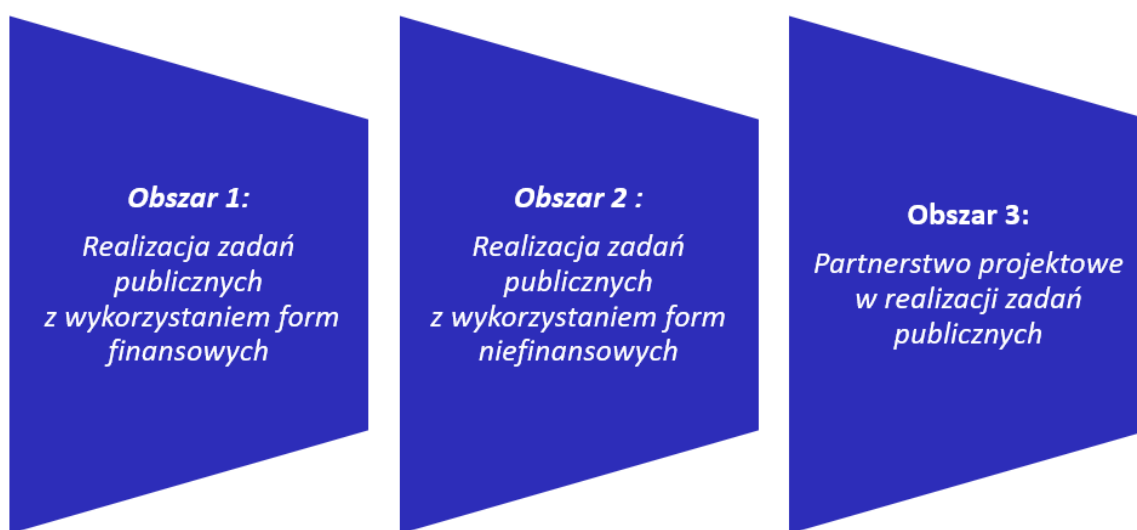 Obszar 1:
Realizacja zadań
publicznych
z wykorzystaniem form
finansowych
Obszar 2 :
Realizacja zadań
publicznych
z wykorzystaniem form
niefinansowych
Obszar 3:
Partnerstwo projektowe
w realizacji zadań
publicznych